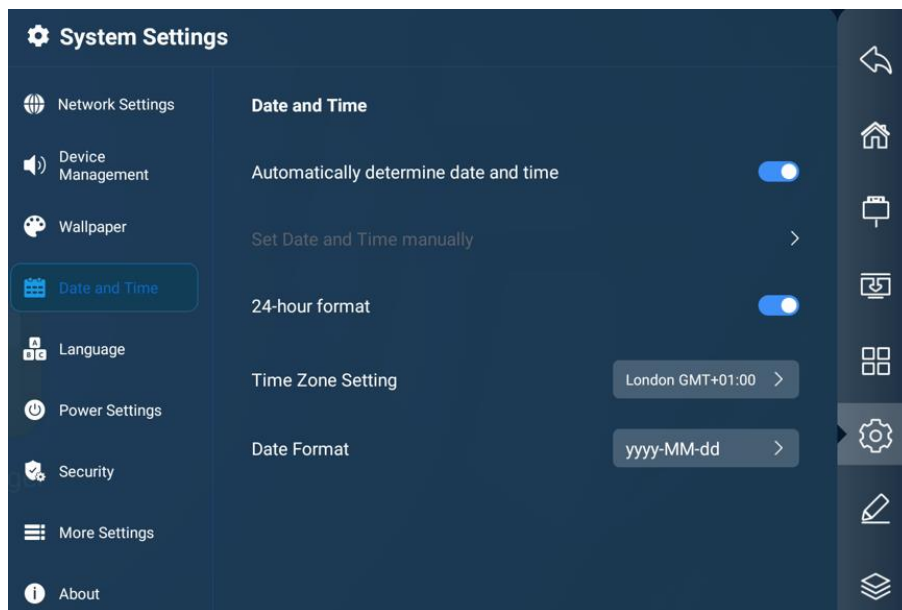 System Settings
Network Settings
Device
Management
Wallpaper
Date and Time
Language
Power Settings
Security
More Settings
About
Date and Time
Automatically determine date and time
Set Date and Time manually
24-hour format
Time Zone Setting
London GMT+01:00
Date Format
yyyy-MM-dd
A
B C